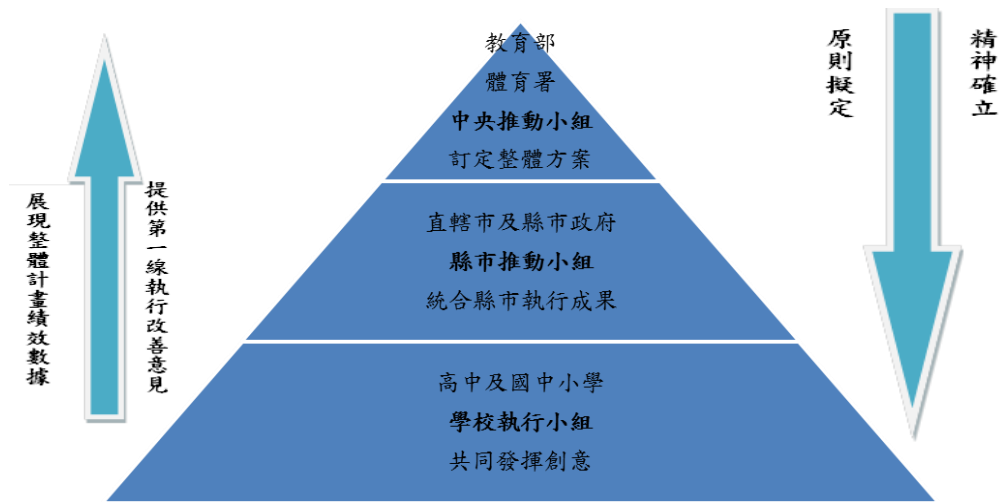 教育部
體育署
中央推動小組
訂定整體方案
直轄市及縣市政府
縣市推動小組
統合縣市執行成果
高中及國中小學
學校執行小組
共同發揮創意
展現整體計畫績效數據
提供第一線執行改善意見
原則擬定
精神確立